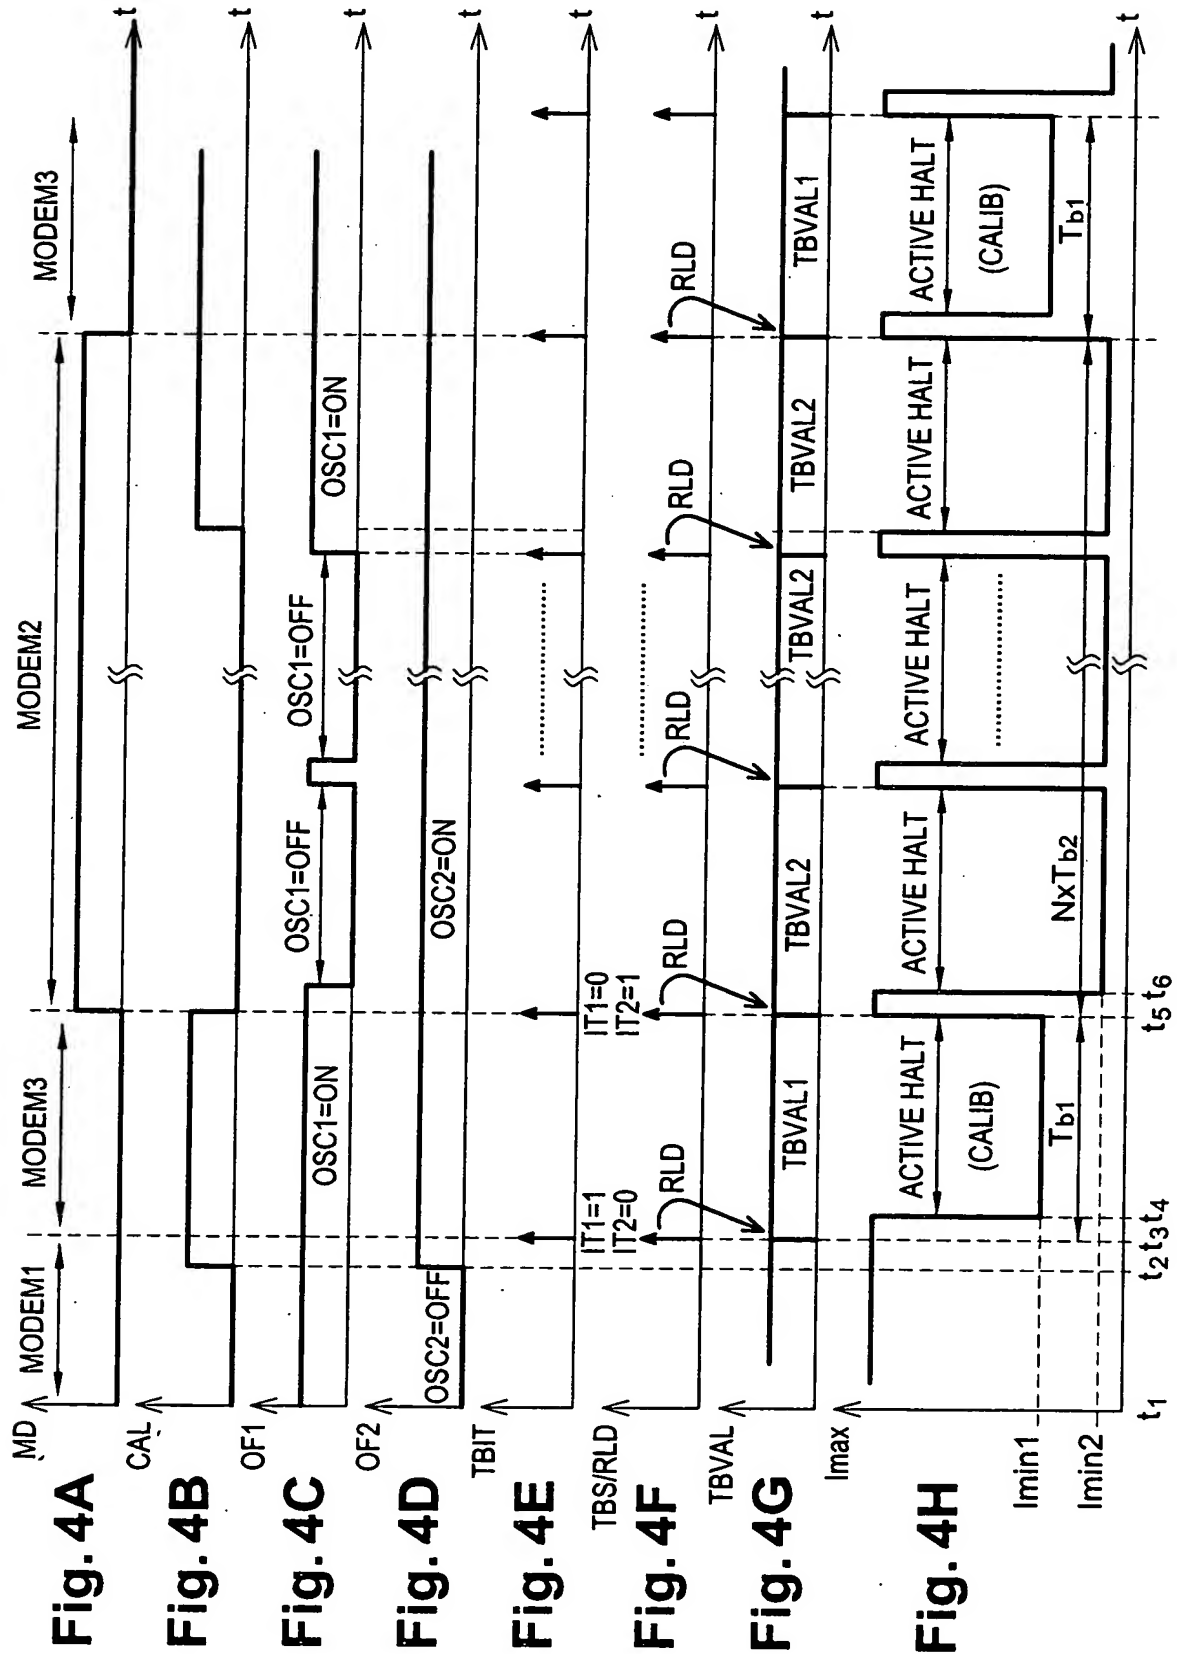 Fig. 4A
MD
MODEM1
MODEM3
MODEM2
MODEM3
t
Fig. 4B
CAL
t
Fig. 4C
OF1
OSC1=ON
OSC1=OFF
OSC1=OFF
OSC1=ON
t
Fig. 4D
OF2
OSC2=OFF
OSC2=ON
t
Fig. 4E
TBIT
IT1=1
IT2=0
IT1=0
IT2=1
t
Fig. 4F
TBS/RLD
RLD
RLD
RLD
RLD
RLD
t
Fig. 4G
TBVAL
TBVAL1
TBVAL2
TBVAL2
TBVAL2
TBVAL1
t
Fig. 4H
Imax
Imin1
Imin2
ACTIVE HALT
(CALIB)
ACTIVE HALT
ACTIVE HALT
ACTIVE HALT
ACTIVE HALT
(CALIB)
Tb1
NxTb2
Tb1
t
t1
t2
t3
t4
t5
t6